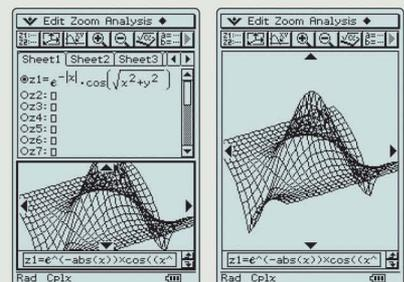 Edit Zoom Analysis ◆
Sheet1 Sheet2 Sheet3
z1=e^-|x|·cos(√x²+y²)
z2:▯
z3:▯
z4:▯
z5:▯
z6:▯
z7:▯
z1=e^(-abs(x))×cos((x^
Rad Cplx
Edit Zoom Analysis ◆
z1=e^(-abs(x))×cos((x^
Rad Cplx